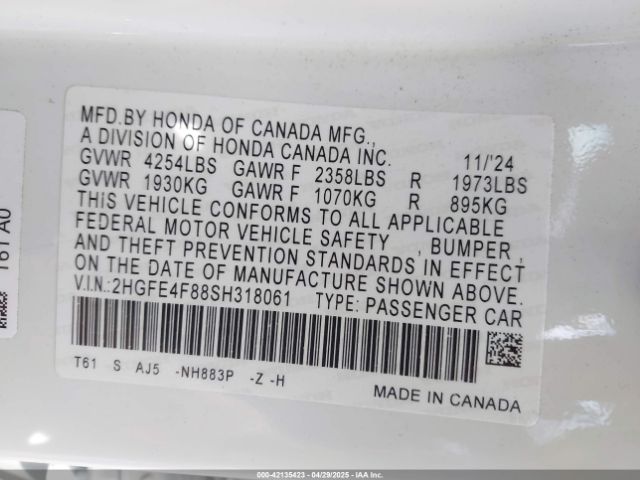 MFD.BY HONDA OF CANADA MFG.,
A DIVISION OF HONDA CANADA INC. 11/'24
GVWR 4254LBS GAWR F 2358LBS R 1973LBS
GVWR 1930KG GAWR F 1070KG R 895KG
THIS VEHICLE CONFORMS TO ALL APPLICABLE
FEDERAL MOTOR VEHICLE SAFETY , BUMPER,
AND THEFT PREVENTION STANDARDS IN EFFECT
ON THE DATE OF MANUFACTURE SHOWN ABOVE.
V.I.N.:2HGFE4F88SH318061 TYPE: PASSENGER CAR
T61 S AJ5 -NH883P -Z -H
MADE IN CANADA
000-42135423 04/29/2025 - IAAI.COM